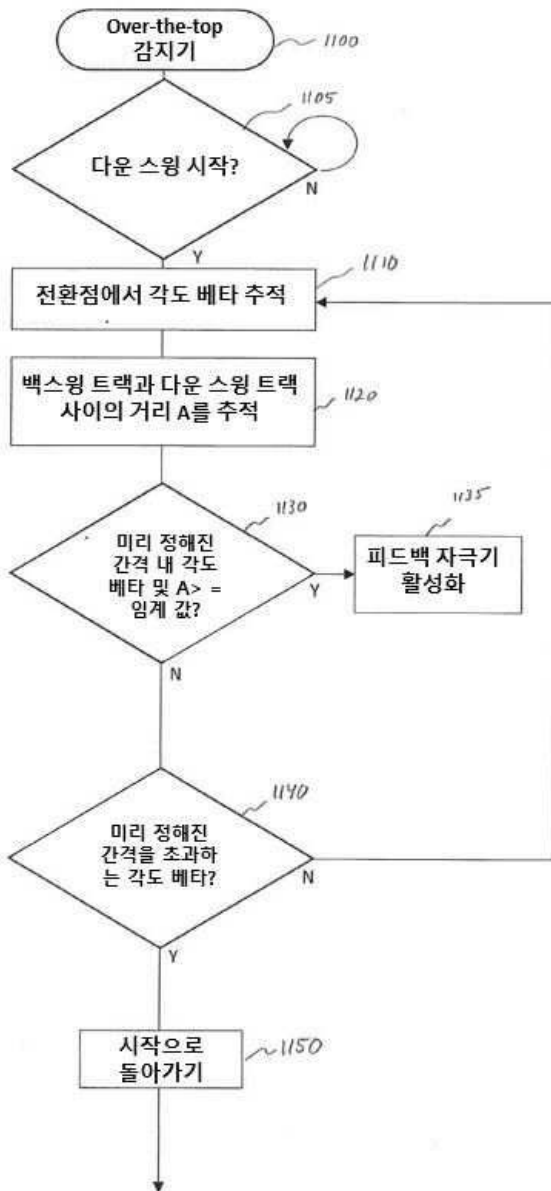 Over-the-top
감지기
1100
1105
다운 스윙 시작?
N
Y
1110
전환점에서 각도 베타 추적
백스윙 트랙과 다운 스윙 트랙
사이의 거리 A를 추적
1120
1130
미리 정해진
간격 내 각도
베타 및 A> =
임계 값?
Y
N
1135
피드백 자극기
활성화
1140
미리 정해진
간격을 초과하
는 각도 베타?
N
Y
시작으로
돌아가기
1150